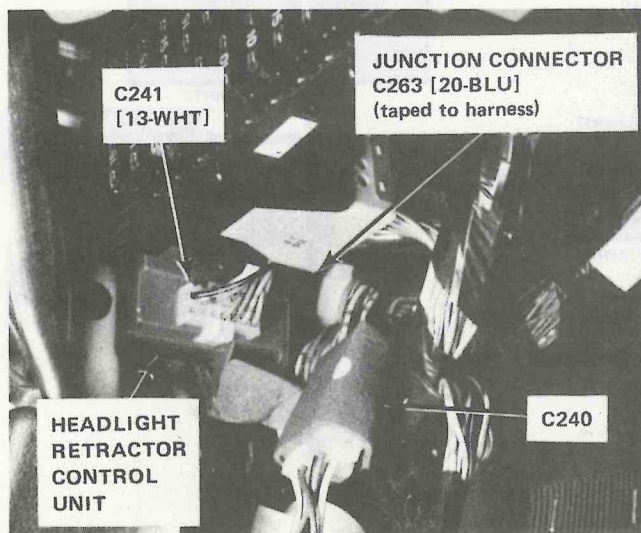 C241
[13-WHT]
JUNCTION CONNECTOR
C263 [20-BLU]
(taped to harness)
HEADLIGHT
RETRACTOR
CONTROL
UNIT
C240